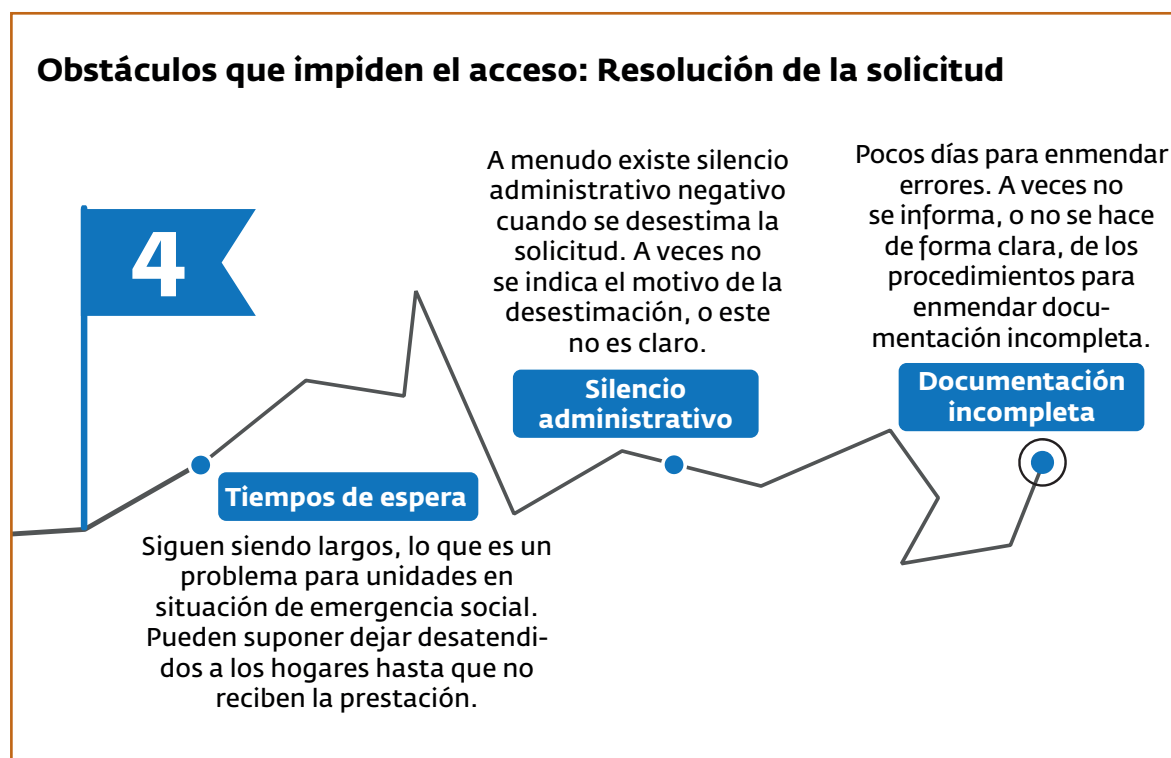 Obstáculos que impiden el acceso: Resolución de la solicitud
4
Tiempos de espera
Siguen siendo largos, lo que es un
problema para unidades en
situación de emergencia social.
Pueden suponer dejar desatendi-
dos a los hogares hasta que no
reciben la prestación.
A menudo existe silencio
administrativo negativo
cuando se desestima la
solicitud. A veces no
se indica el motivo de la
desestimación, o este
no es claro.
Silencio
administrativo
Pocos días para enmendar
errores. A veces no
se informa, o no se hace
de forma clara, de los
procedimientos para
enmendar docu-
mentación incompleta.
Documentación
incompleta